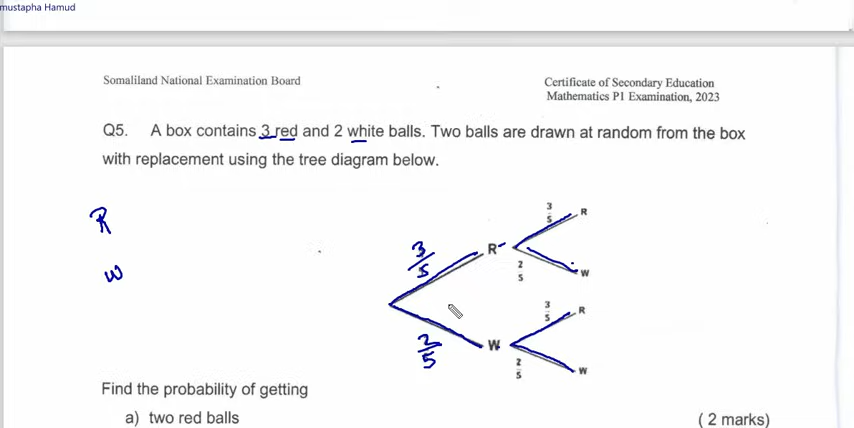 mustapha Hamud
Somaliland National Examination Board
Certificate of Secondary Education
Mathematics P1 Examination, 2023
Q5. A box contains 3 red and 2 white balls. Two balls are drawn at random from the box
with replacement using the tree diagram below.
R
W
3/5
R
3/5
R
2/5
W
2/5
W
3/5
R
2/5
W
Find the probability of getting
a) two red balls
( 2 marks)